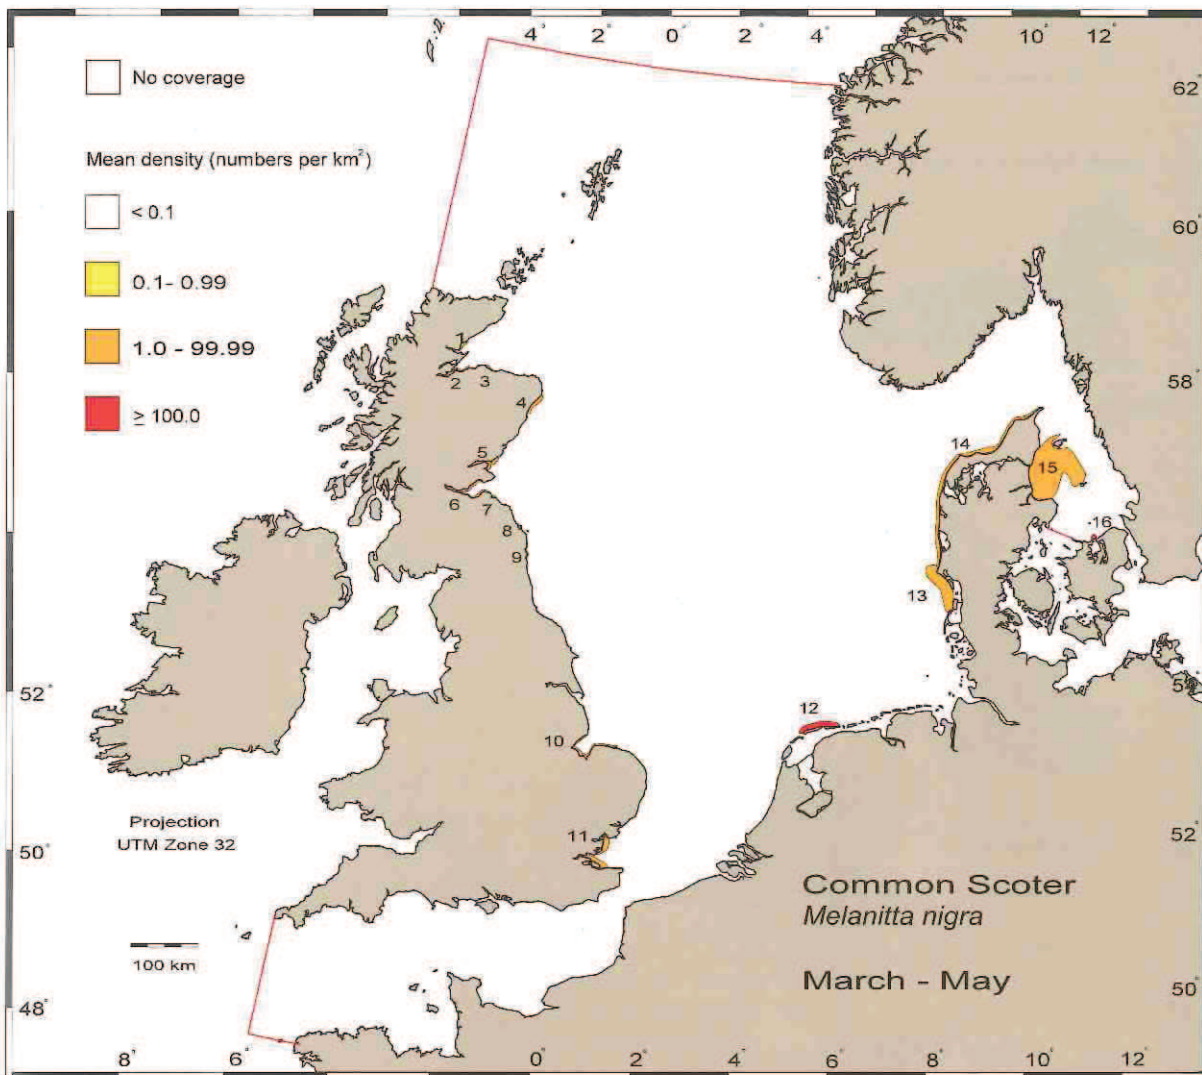 4° 2° 0° 2° 4° 10° 12°
No coverage
62°
Mean density (numbers per km²)
< 0.1
60°
0.1- 0.99
1.0 - 99.99
≥ 100.0
58°
1
2
3
4
5
6
7
8
9
14
15
16
13
52°
54°
12
10
Projection
UTM Zone 32
11
50°
52°
Common Scoter
Melanitta nigra
100 km
March - May
48°
50°
8° 6° 0° 2° 4° 6° 8° 10° 12°